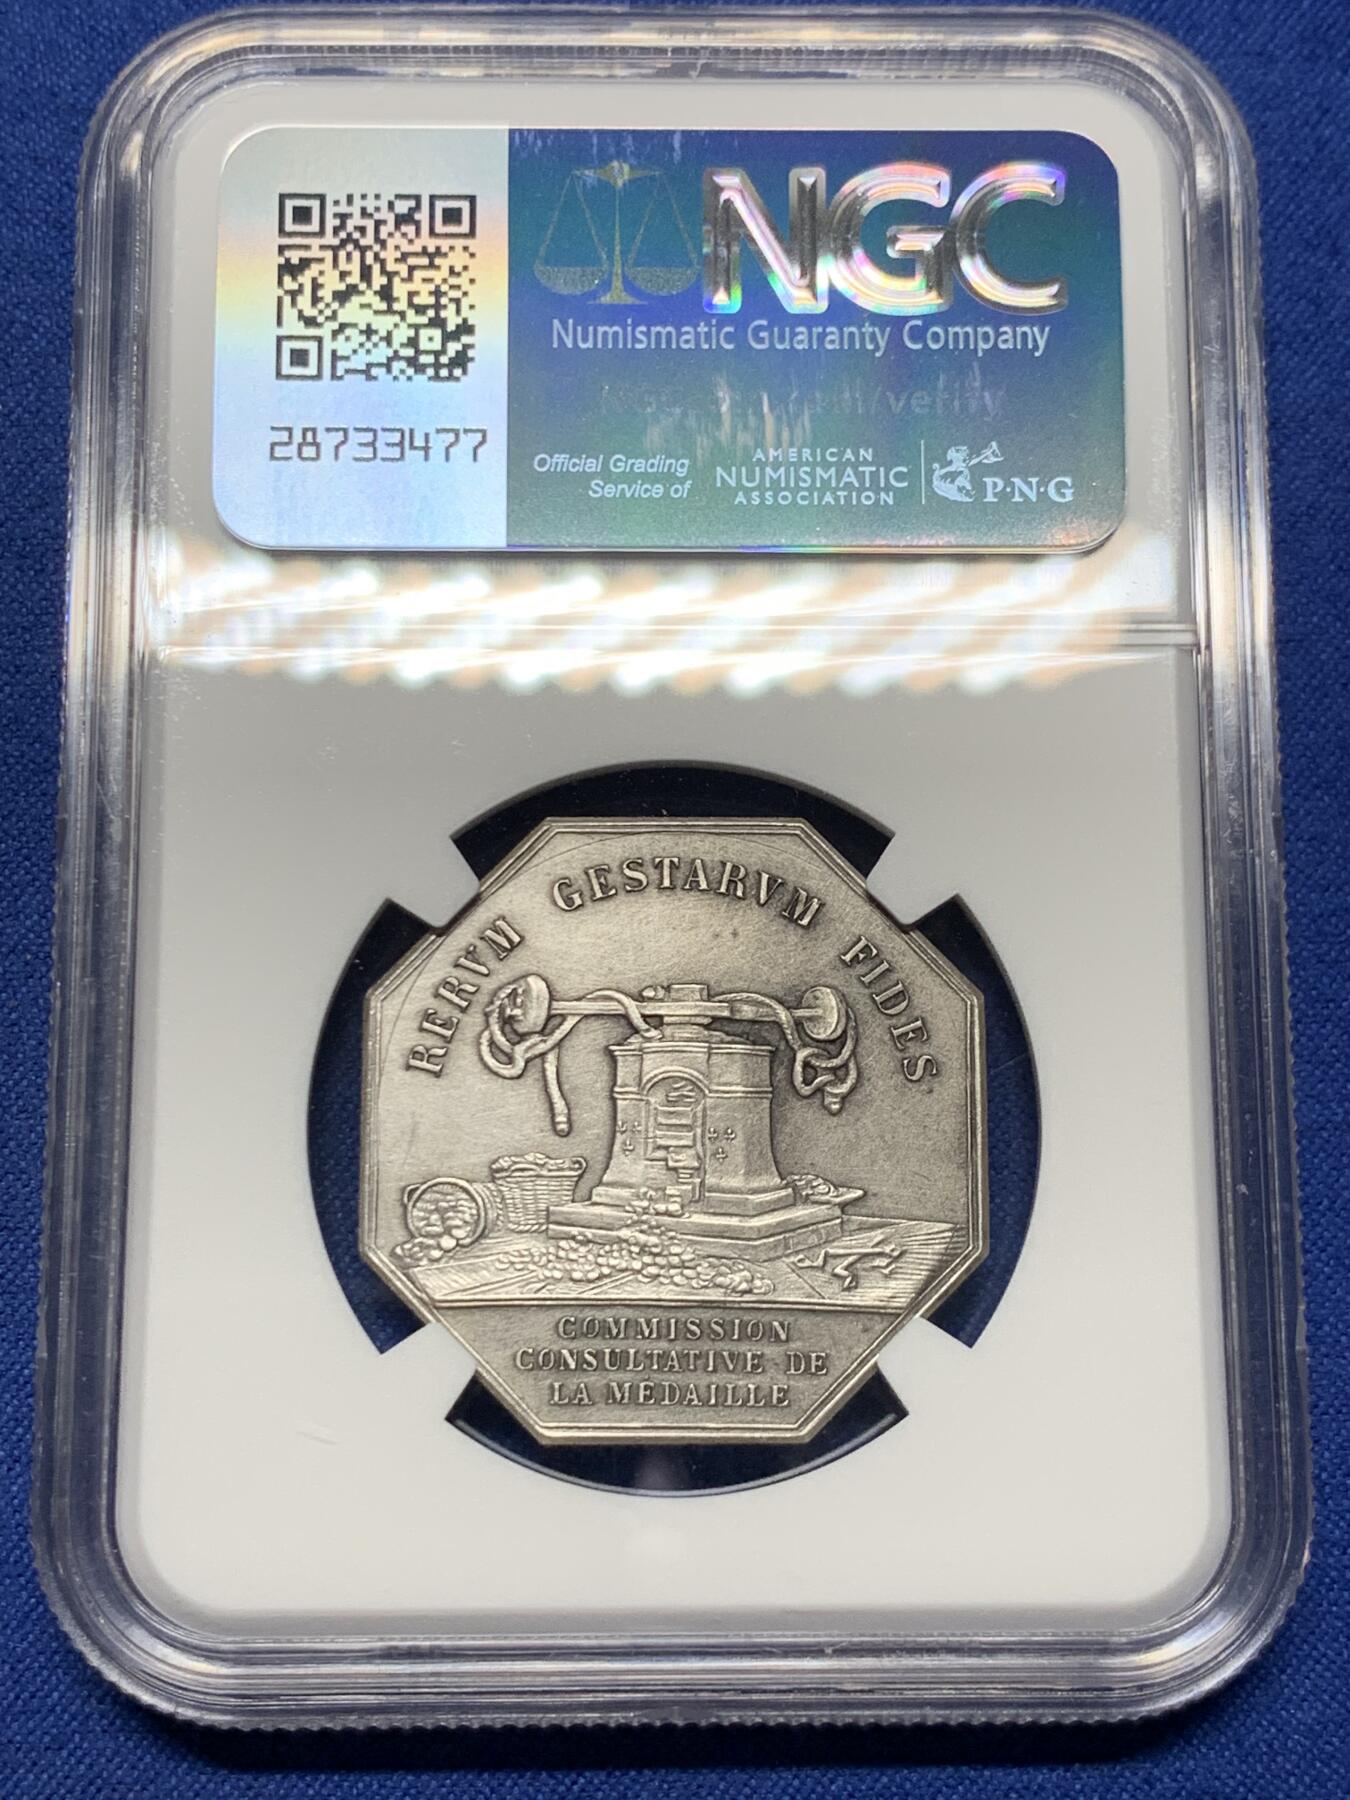 NGC
Numismatic Guaranty Company
/verify
28733477
Official Grading
Service of
AMERICAN
NUMISMATIC
ASSOCIATION
P·N·G
RERVM GESTARVM FIDES
COMMISSION
CONSULTATIVE DE
LA MEDAILLE